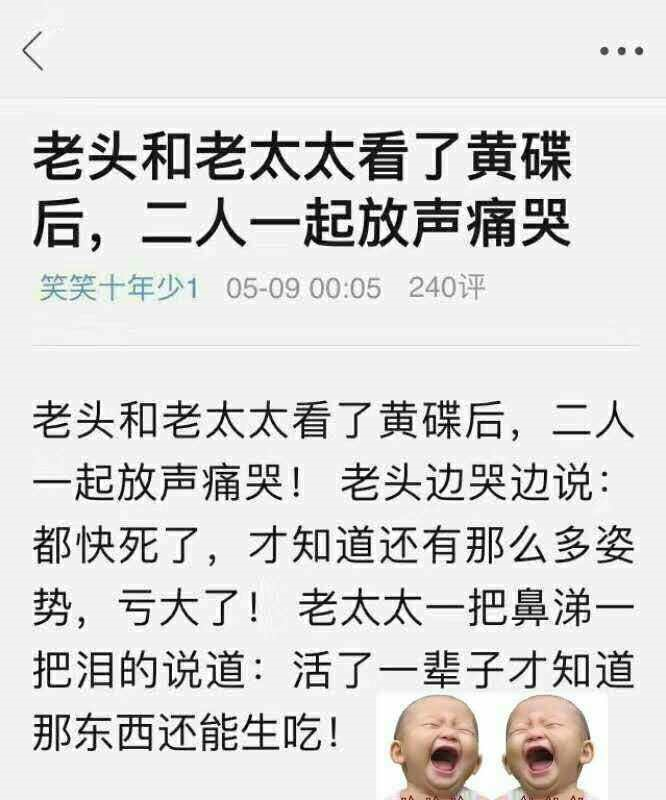 老头和老太太看了黄碟
后，二人一起放声痛哭
笑笑十年少1 05-09 00:05 240评
老头和老太太看了黄碟后，二人
一起放声痛哭！ 老头边哭边说：
都快死了，才知道还有那么多姿
势，亏大了！ 老太太一把鼻涕一
把泪的说道：活了一辈子才知道
那东西还能生吃！